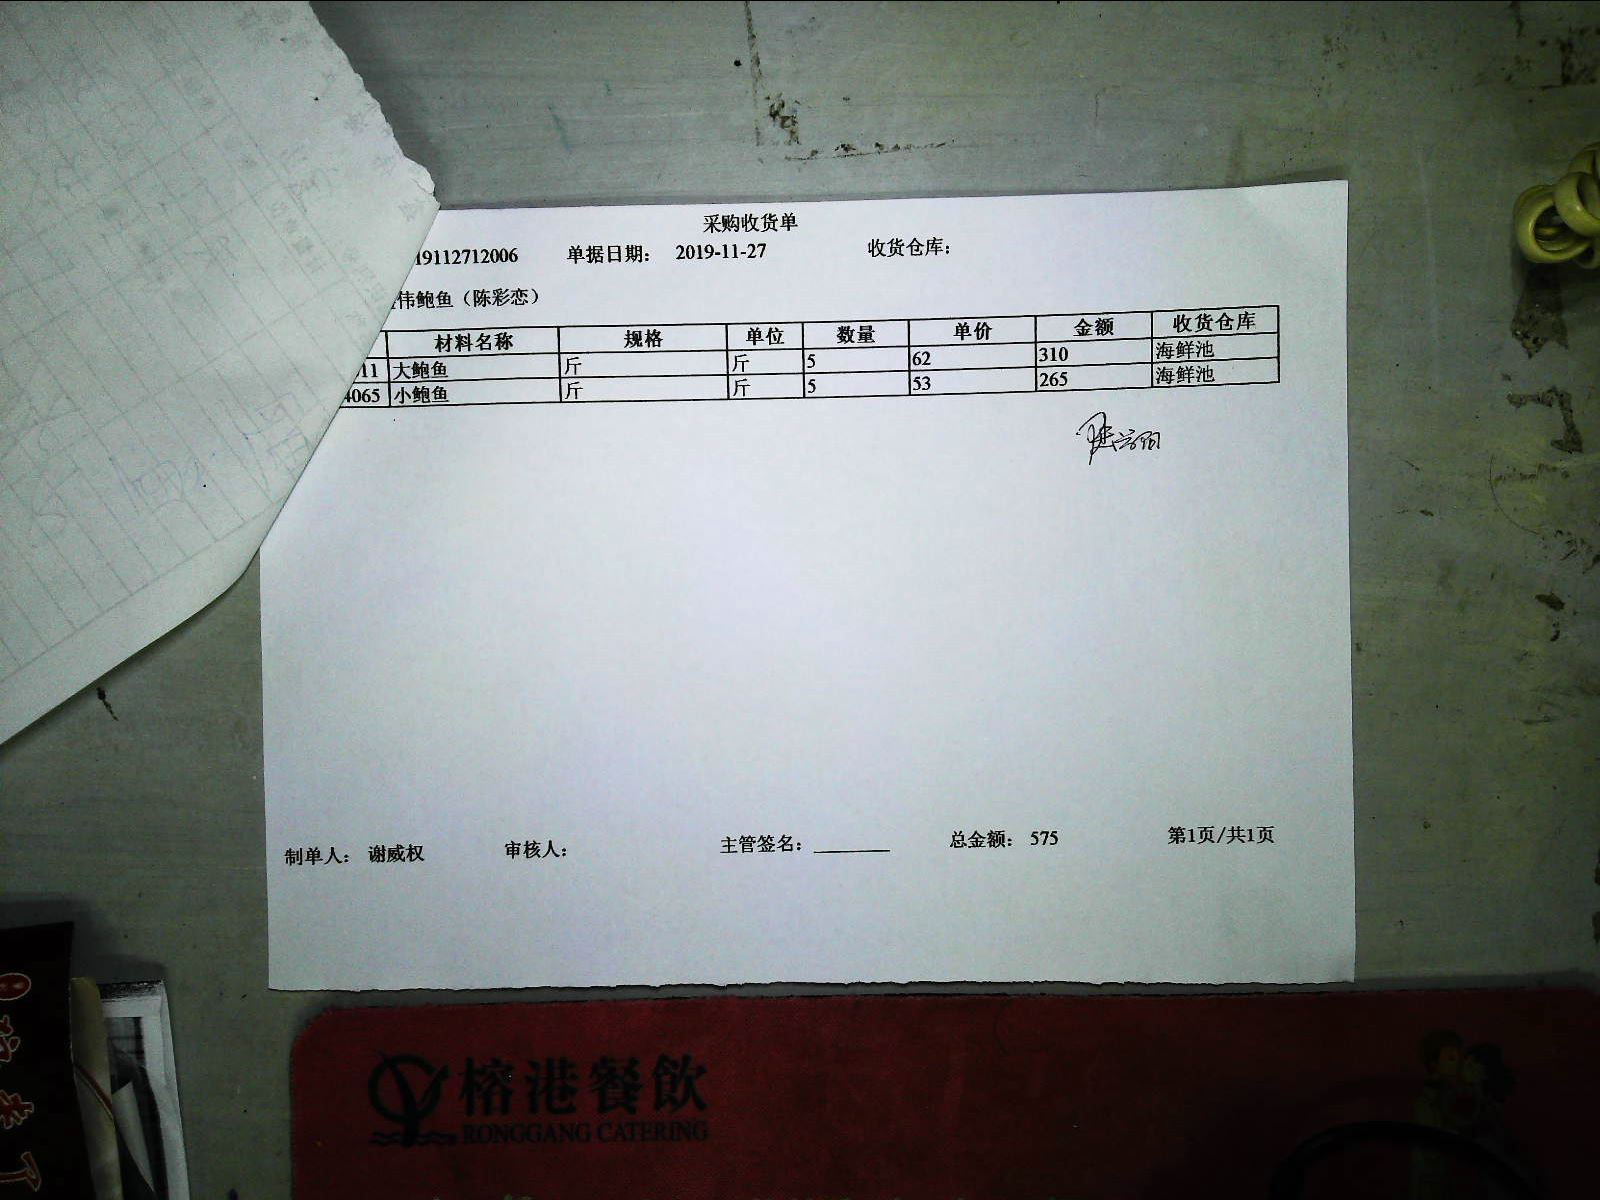 采购收货单
19112712006 单据日期: 2019-11-27 收货仓库:
伟鲍鱼（陈彩恋）
材料名称 规格 单位 数量 单价 金额 收货仓库
11 大鲍鱼 斤 斤 5 62 310 海鲜池
4065 小鲍鱼 斤 斤 5 53 265 海鲜池
制单人: 谢威权 审核人: 主管签名: 总金额: 575 第1页/共1页
榕港餐飲
RONGGANG CATERING